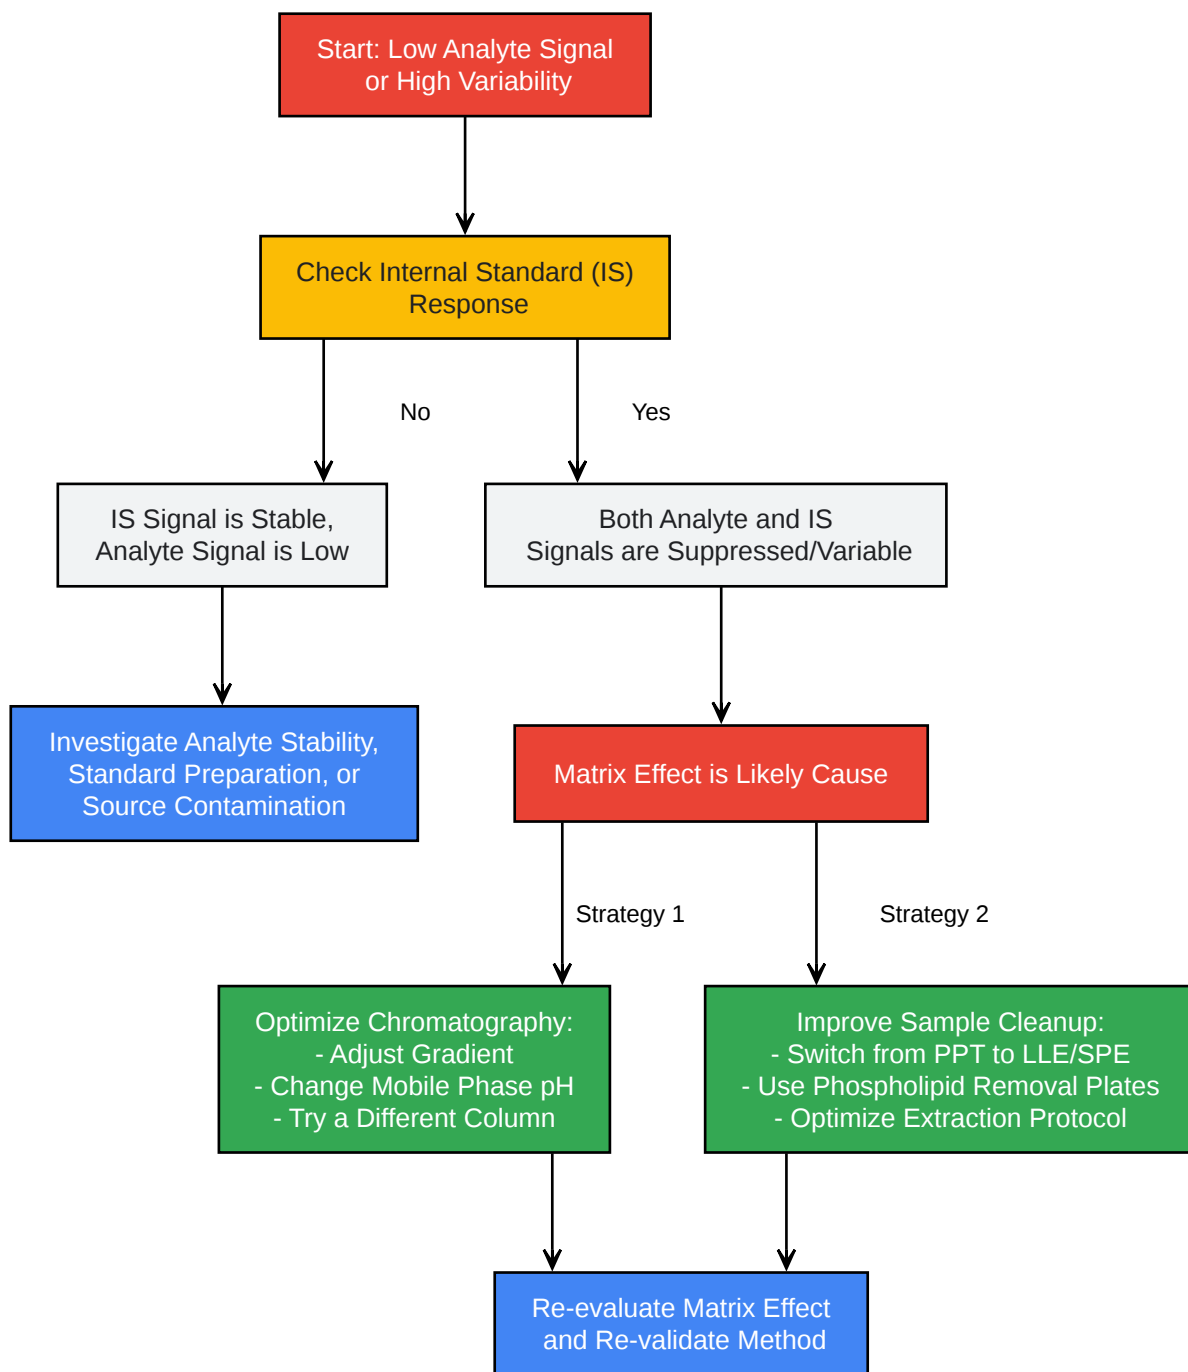 Start: Low Analyte Signal
or High Variability
Check Internal Standard (IS)
Response
No
Yes
IS Signal is Stable,
Analyte Signal is Low
Both Analyte and IS
Signals are Suppressed/Variable
Investigate Analyte Stability,
Standard Preparation, or
Source Contamination
Matrix Effect is Likely Cause
Strategy 1
Strategy 2
Optimize Chromatography:
- Adjust Gradient
- Change Mobile Phase pH
- Try a Different Column
Improve Sample Cleanup:
- Switch from PPT to LLE/SPE
- Use Phospholipid Removal Plates
- Optimize Extraction Protocol
Re-evaluate Matrix Effect
and Re-validate Method